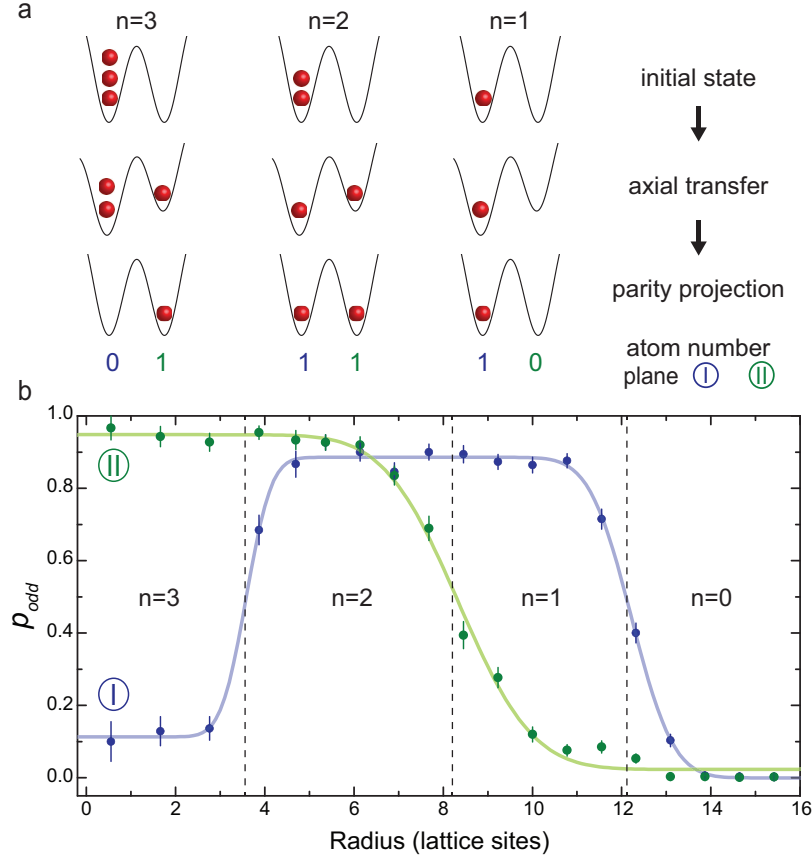 a
n=3 n=2 n=1
initial state
axial transfer
parity projection
0 1 1 1 1 0
atom number
plane I II
b
1.0
0.8
0.6
0.4
0.2
0.0
p_odd
II
I
n=3 n=2 n=1 n=0
0 2 4 6 8 10 12 14 16
Radius (lattice sites)